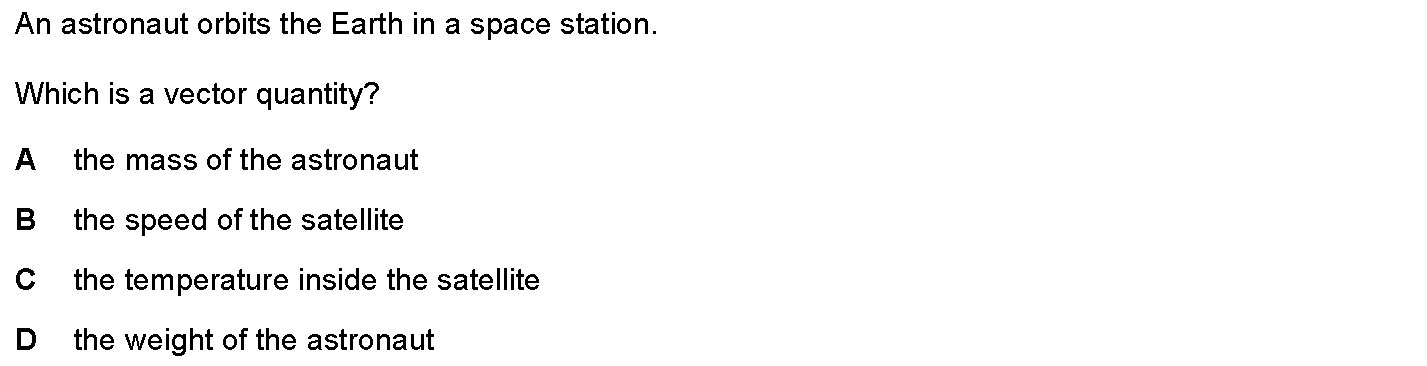 An astronaut orbits the Earth in a space station.
Which is a vector quantity?
A the mass of the astronaut
B the speed of the satellite
C the temperature inside the satellite
D the weight of the astronaut